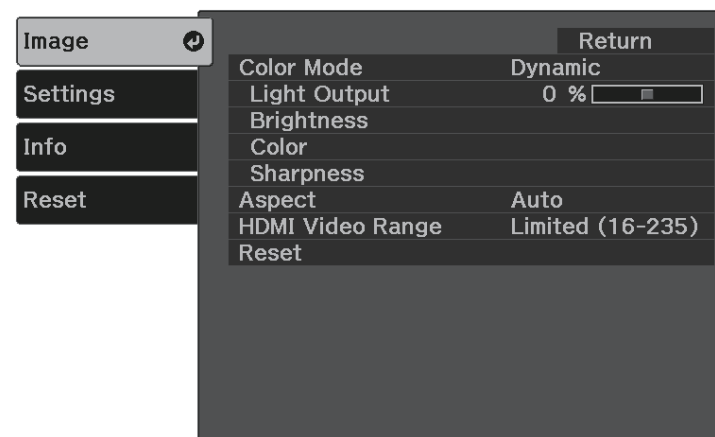 Image
Settings
Info
Reset
Return
Color Mode Dynamic
Light Output 0 %
Brightness
Color
Sharpness
Aspect Auto
HDMI Video Range Limited (16-235)
Reset